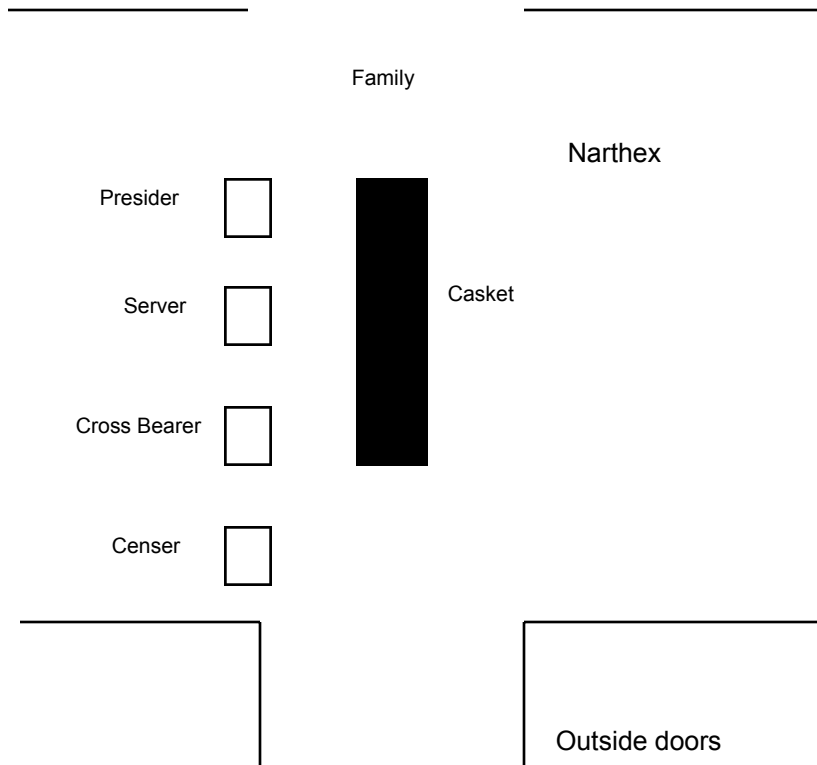 Family
Narthex
Presider
Casket
Server
Cross Bearer
Censer
Outside doors